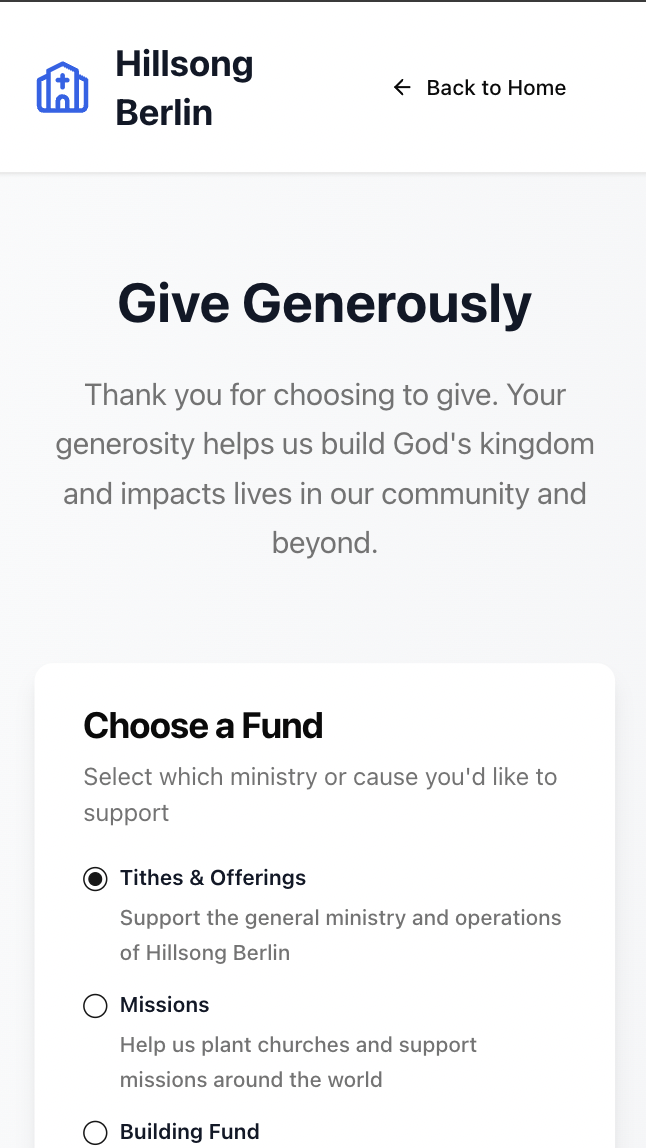 Hillsong
Berlin
← Back to Home
Give Generously
Thank you for choosing to give. Your
generosity helps us build God's kingdom
and impacts lives in our community and
beyond.
Choose a Fund
Select which ministry or cause you'd like to
support
Tithes & Offerings
Support the general ministry and operations
of Hillsong Berlin
Missions
Help us plant churches and support
missions around the world
Building Fund